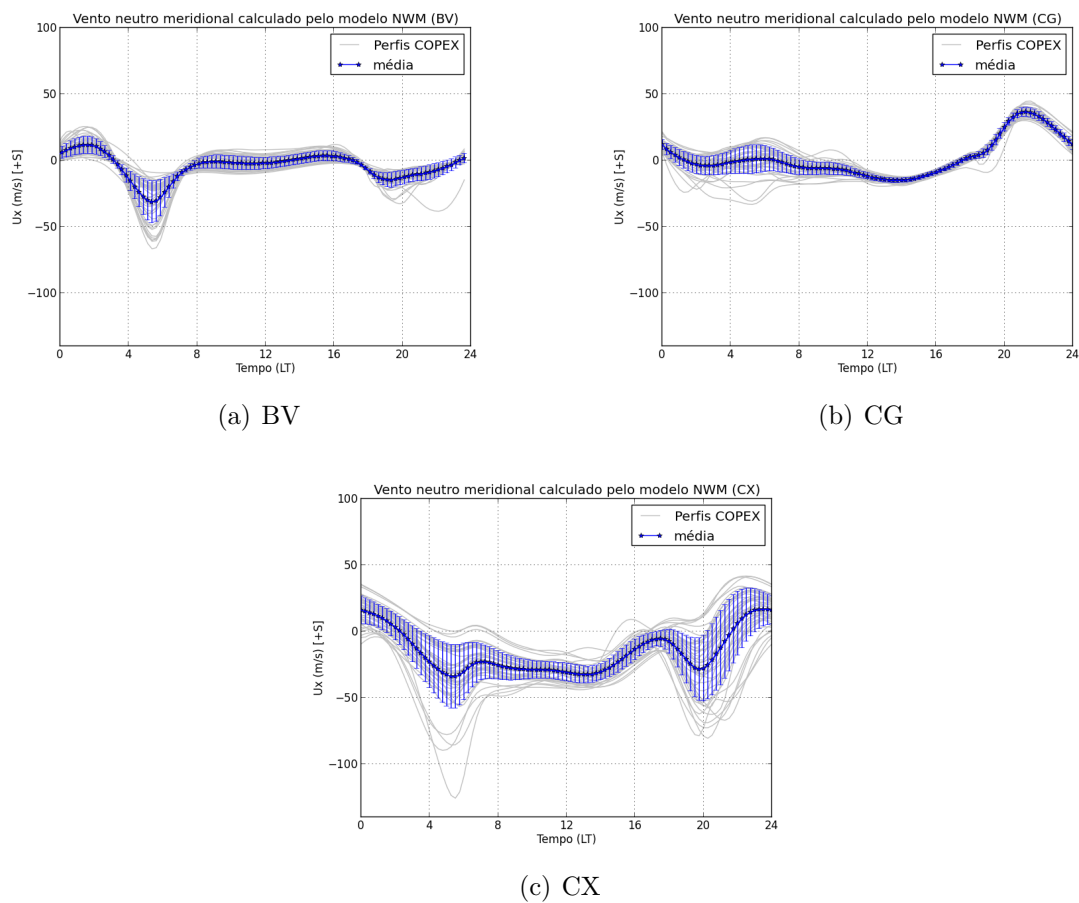 Vento neutro meridional calculado pelo modelo NWM (BV)
100
50
0
−50
−100
Ux (m/s) [+S]
Perfis COPEX
média
0 4 8 12 16 20 24
Tempo (LT)
(a) BV
Vento neutro meridional calculado pelo modelo NWM (CG)
100
50
0
−50
−100
Ux (m/s) [+S]
Perfis COPEX
média
0 4 8 12 16 20 24
Tempo (LT)
(b) CG
Vento neutro meridional calculado pelo modelo NWM (CX)
100
50
0
−50
−100
Ux (m/s) [+S]
Perfis COPEX
média
0 4 8 12 16 20 24
Tempo (LT)
(c) CX